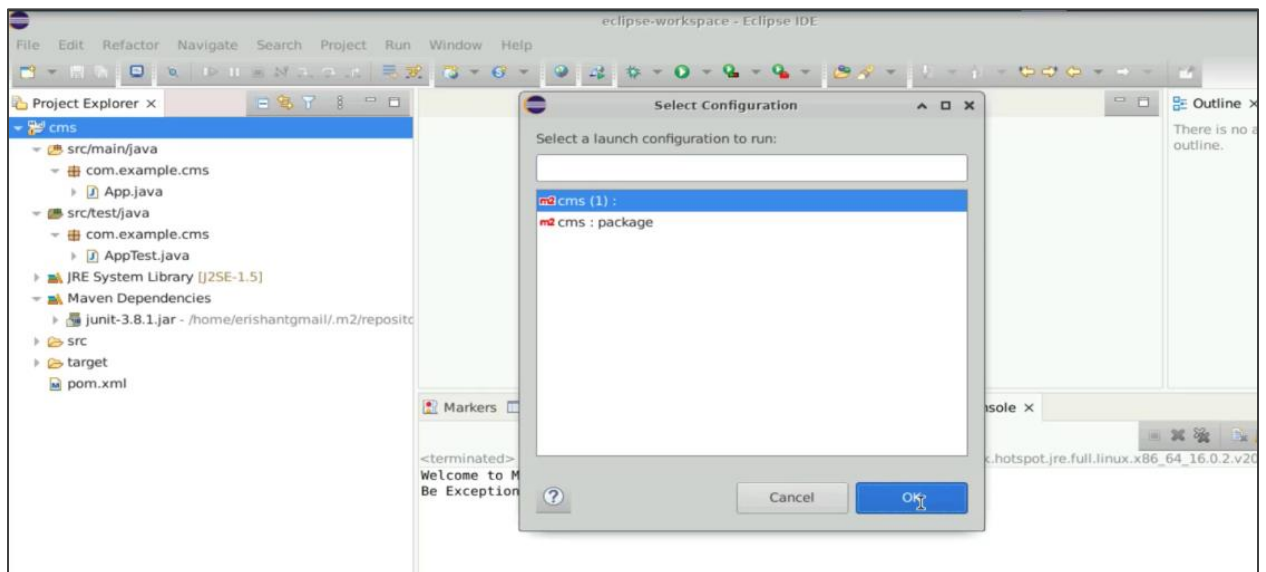 eclipse-workspace - Eclipse IDE
File Edit Refactor Navigate Search Project Run Window Help
Project Explorer
cms
src/main/java
com.example.cms
App.java
src/test/java
com.example.cms
AppTest.java
JRE System Library [J2SE-1.5]
Maven Dependencies
junit-3.8.1.jar - /home/erishantgmail/.m2/reposito
src
target
pom.xml
Select Configuration
Select a launch configuration to run:
m2 cms (1) :
m2 cms : package
Cancel
OK
Outline
There is no a
outline.
Markers
nsole
<terminated>
k.hotspot.jre.full.linux.x86_64_16.0.2.v20
Welcome to M
Be Exception